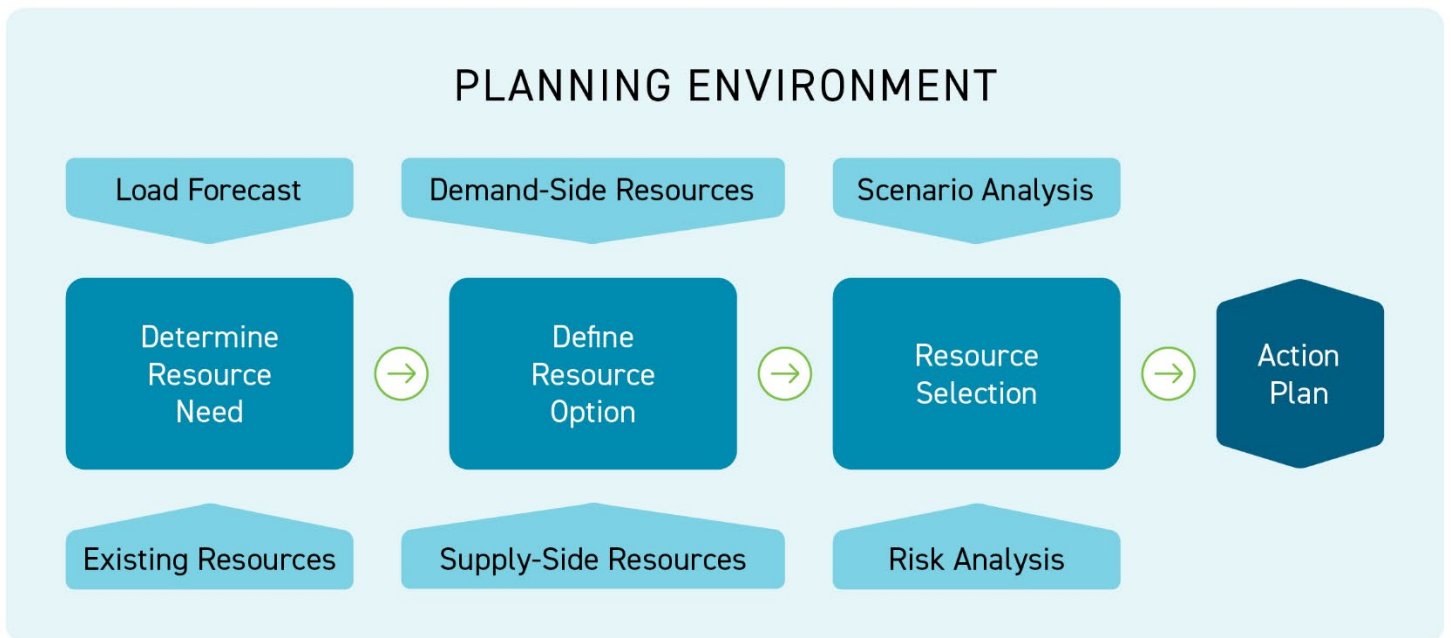 PLANNING ENVIRONMENT
Load Forecast
Demand-Side Resources
Scenario Analysis
Determine
Resource
Need
Define
Resource
Option
Resource
Selection
Action
Plan
Existing Resources
Supply-Side Resources
Risk Analysis